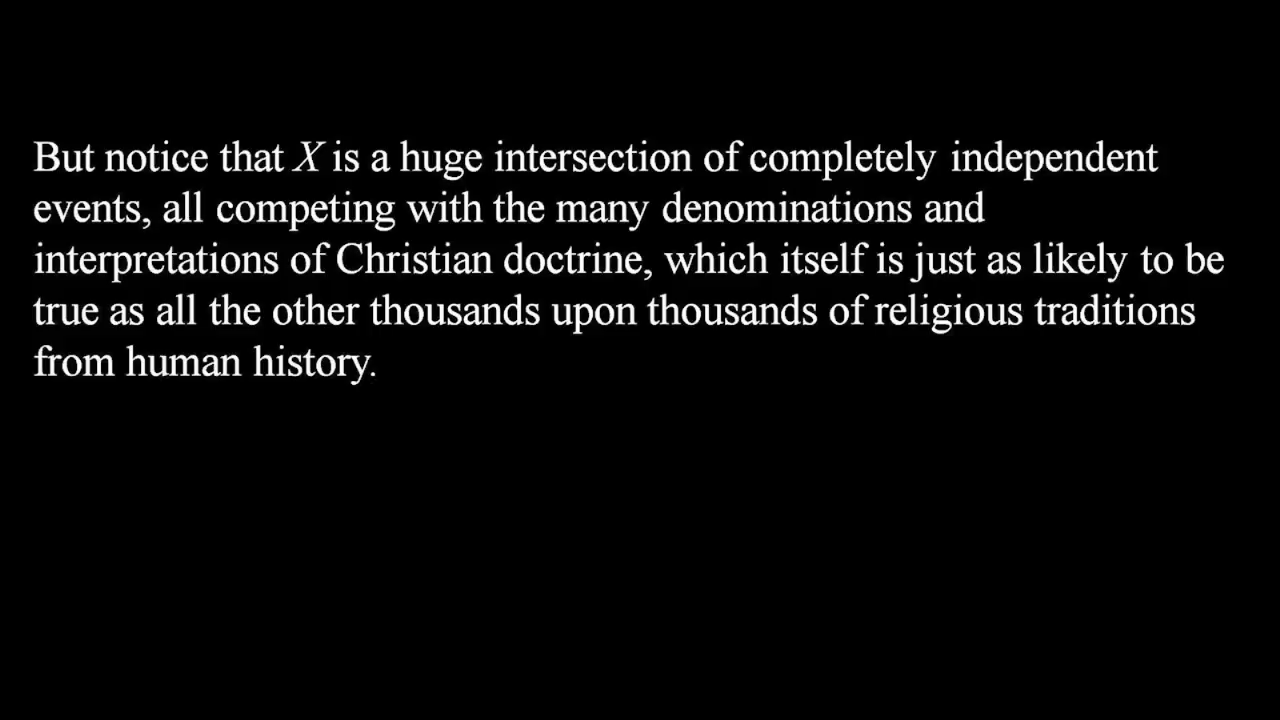 But notice that X is a huge intersection of completely independent
events, all competing with the many denominations and
interpretations of Christian doctrine, which itself is just as likely to be
true as all the other thousands upon thousands of religious traditions
from human history.